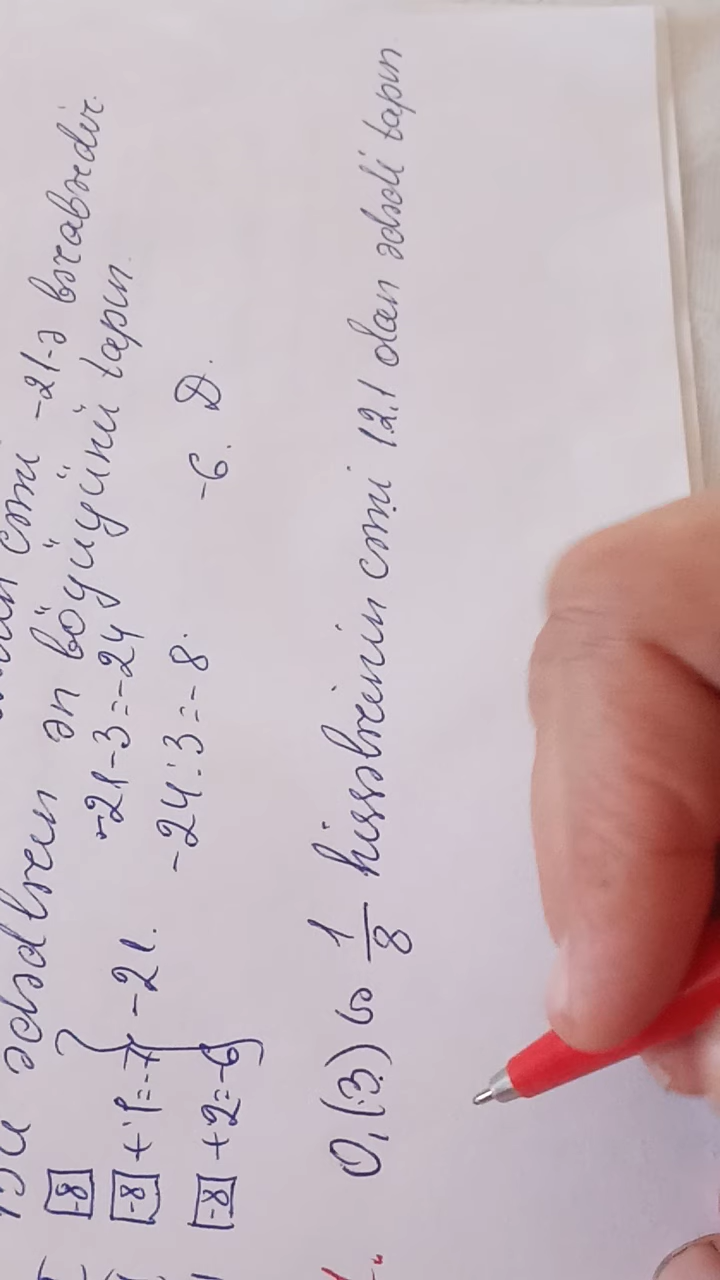 cəmi -21-ə bərabərdir.
ədədlərin ən böyüyünü tapın.
-8 -21-3=-24
-8 +1=-7 -21. -24:3=-8.
-8 +2=-6 -6. D.
0,(3) və 1/8 hissələrinin cəmi 12,1 olan ədədi tapın.